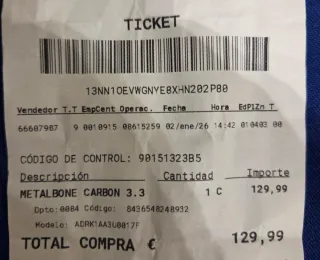 TICKET
13NN1OEVWGNYE8XHN202P80
Vendedor T.T EmpCent Operac. Fecha Hora EdPlZn T
66607987 9 0010915 00615259 02/ene/26 14:42 010403 00
CÓDIGO DE CONTROL: 90151323B5
Descripción Cantidad Importe
METALBONE CARBON 3.3 1 C 129,99
Dpto:0084 Código: 8436548248932
Modelo: ADRK1AA3U0017F
TOTAL COMPRA € 129,99